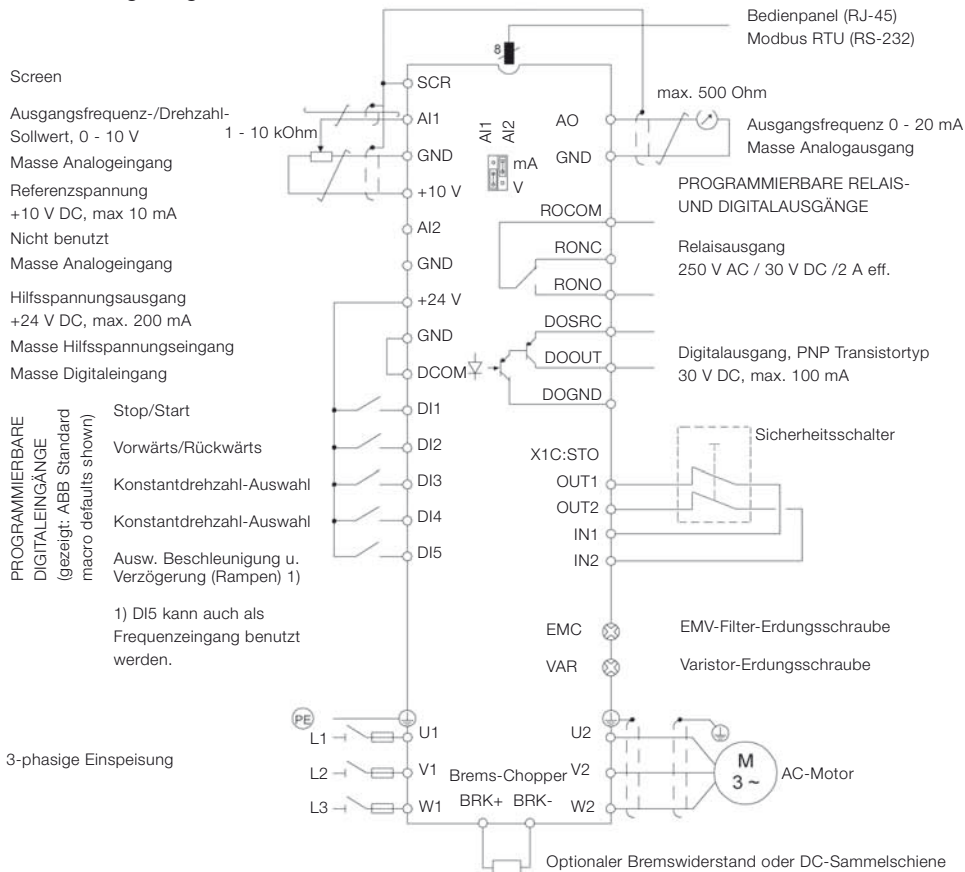 Bedienpanel (RJ-45)
Modbus RTU (RS-232)
8
Screen
Ausgangsfrequenz-/Drehzahl-
Sollwert, 0 - 10 V
1 - 10 kOhm
Masse Analogeingang
Referenzspannung
+10 V DC, max 10 mA
Nicht benutzt
Masse Analogeingang
Hilfsspannungsausgang
+24 V DC, max. 200 mA
Masse Hilfsspannungseingang
Masse Digitaleingang
PROGRAMMIERBARE
DIGITALEINGÄNGE
(gezeigt: ABB Standard
macro defaults shown)
Stop/Start
Vorwärts/Rückwärts
Konstantdrehzahl-Auswahl
Konstantdrehzahl-Auswahl
Ausw. Beschleunigung u.
Verzögerung (Rampen) 1)
1) DI5 kann auch als
Frequenzeingang benutzt
werden.
SCR
AI1
GND
+10 V
AI2
GND
+24 V
GND
DCOM
DI1
DI2
DI3
DI4
DI5
AI1
AI2
mA
V
AO
GND
ROCOM
RONC
RONO
DOSRC
DOOUT
DOGND
X1C:STO
OUT1
OUT2
IN1
IN2
EMC
VAR
max. 500 Ohm
Ausgangsfrequenz 0 - 20 mA
Masse Analogausgang
PROGRAMMIERBARE RELAIS-
UND DIGITALAUSGÄNGE
Relaisausgang
250 V AC / 30 V DC /2 A eff.
Digitalausgang, PNP Transistortyp
30 V DC, max. 100 mA
Sicherheitsschalter
EMV-Filter-Erdungsschraube
Varistor-Erdungsschraube
3-phasige Einspeisung
PE
L1
L2
L3
U1
V1
W1
Brems-Chopper
BRK+ BRK-
U2
V2
W2
M
3 ~
AC-Motor
Optionaler Bremswiderstand oder DC-Sammelschiene